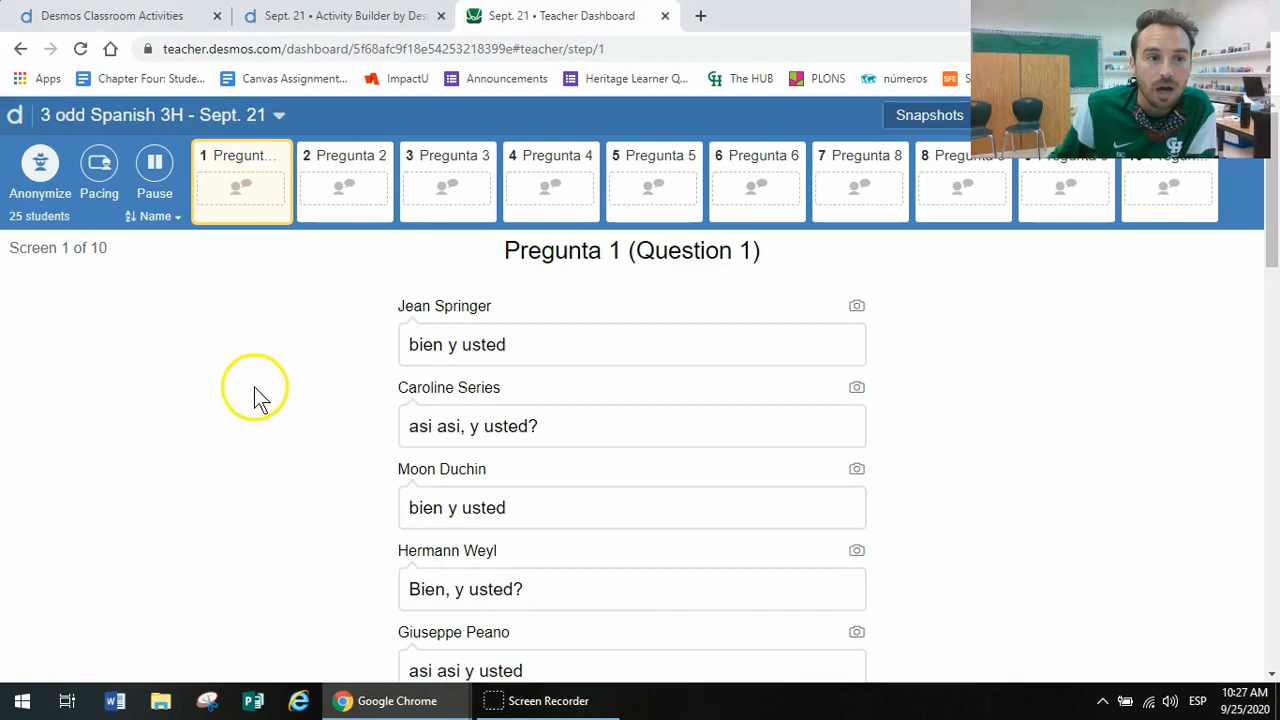 Desmos Classroom Activities
Sept. 21 • Activity Builder by Des
Sept. 21 • Teacher Dashboard
teacher.desmos.com/dashboard/5f68afc9f18e54253218399e#teacher/step/1
Apps
Chapter Four: Stude...
Canvas Assignment...
ImpactU
Announcements
Heritage Learner Q...
The HUB
PLONS
números
SFE
3 odd Spanish 3H - Sept. 21
Snapshots
Anonymize
Pacing
Pause
1 Pregunt...
2 Pregunta 2
3 Pregunta 3
4 Pregunta 4
5 Pregunta 5
6 Pregunta 6
7 Pregunta 8
25 students
Name
Screen 1 of 10
Pregunta 1 (Question 1)
Jean Springer
bien y usted
Caroline Series
asi asi, y usted?
Moon Duchin
bien y usted
Hermann Weyl
Bien, y usted?
Giuseppe Peano
asi asi y usted
Google Chrome
Screen Recorder
ESP
10:27 AM
9/25/2020